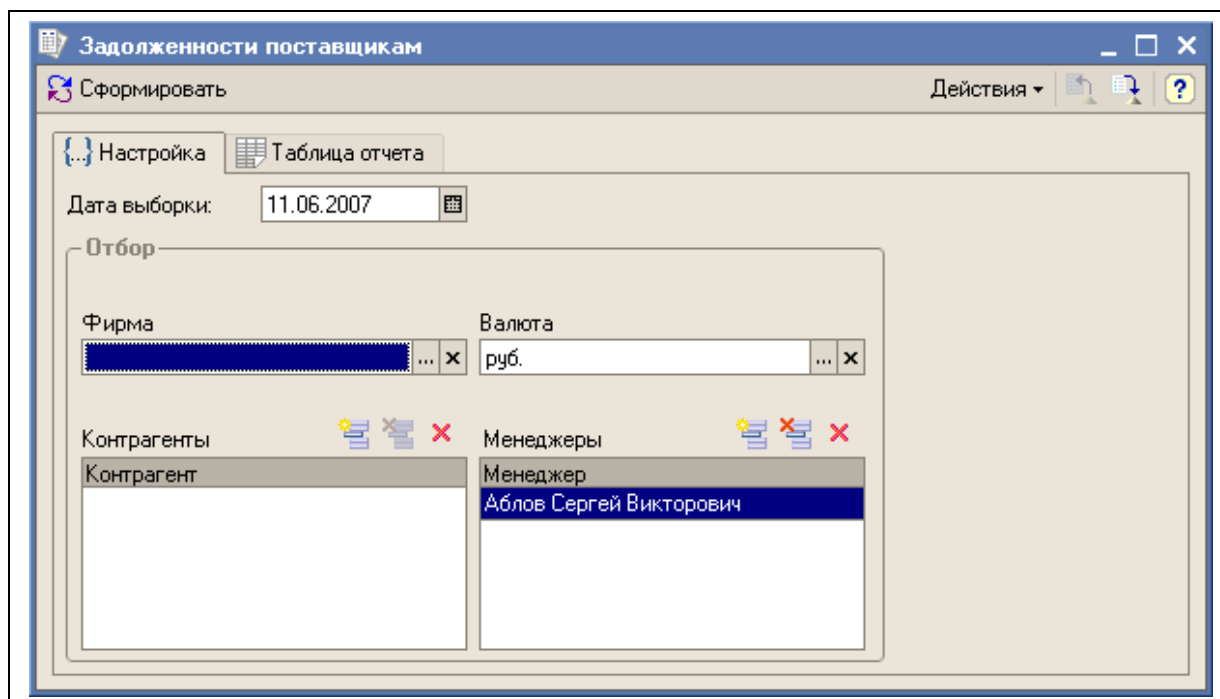 Задолженности поставщикам
Сформировать
Действия
?
{...} Настройка
Таблица отчета
Дата выборки: 11.06.2007
Отбор
Фирма
Валюта
...
руб. ...
Контрагенты
Менеджеры
Контрагент
Менеджер
Аблов Сергей Викторович